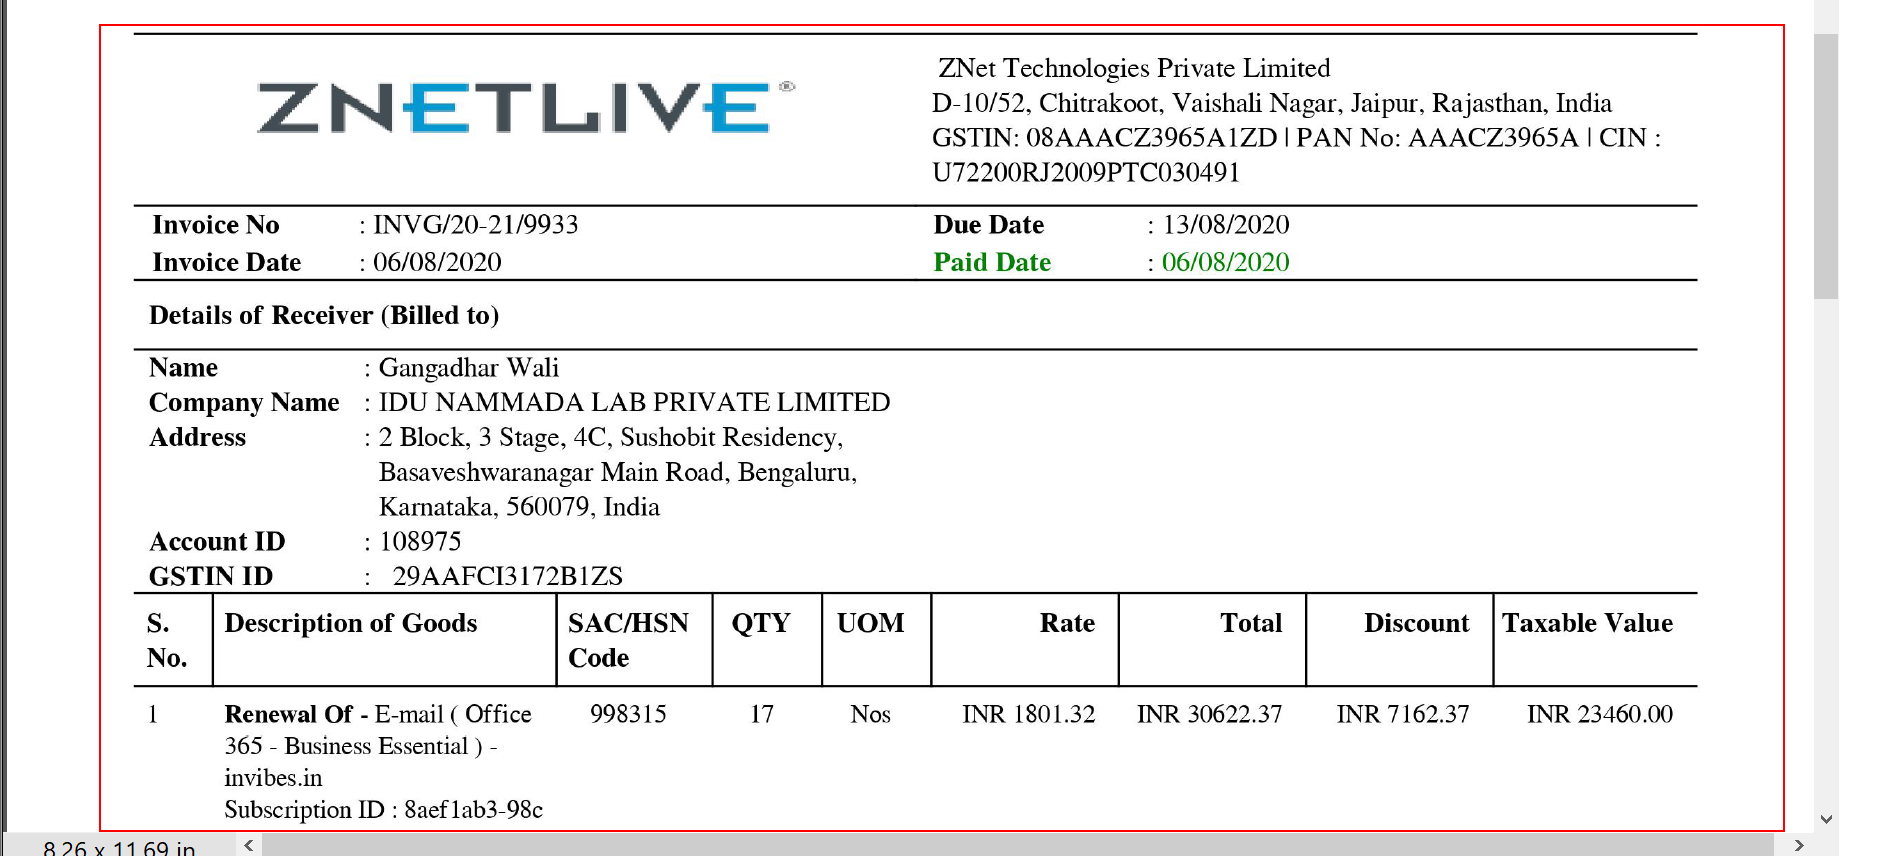 ZNETLIVE®
ZNet Technologies Private Limited
D-10/52, Chitrakoot, Vaishali Nagar, Jaipur, Rajasthan, India
GSTIN: 08AAACZ3965A1ZD | PAN No: AAACZ3965A | CIN :
U72200RJ2009PTC030491
Invoice No : INVG/20-21/9933 Due Date : 13/08/2020
Invoice Date : 06/08/2020 Paid Date : 06/08/2020
Details of Receiver (Billed to)
Name : Gangadhar Wali
Company Name : IDU NAMMADA LAB PRIVATE LIMITED
Address : 2 Block, 3 Stage, 4C, Sushobit Residency,
Basaveshwaranagar Main Road, Bengaluru,
Karnataka, 560079, India
Account ID : 108975
GSTIN ID : 29AAFCI3172B1ZS
S. No. Description of Goods SAC/HSN Code QTY UOM Rate Total Discount Taxable Value
1 Renewal Of - E-mail ( Office 998315 17 Nos INR 1801.32 INR 30622.37 INR 7162.37 INR 23460.00
365 - Business Essential ) -
invibes.in
Subscription ID : 8aef1ab3-98c
8.26 x 11.69 in